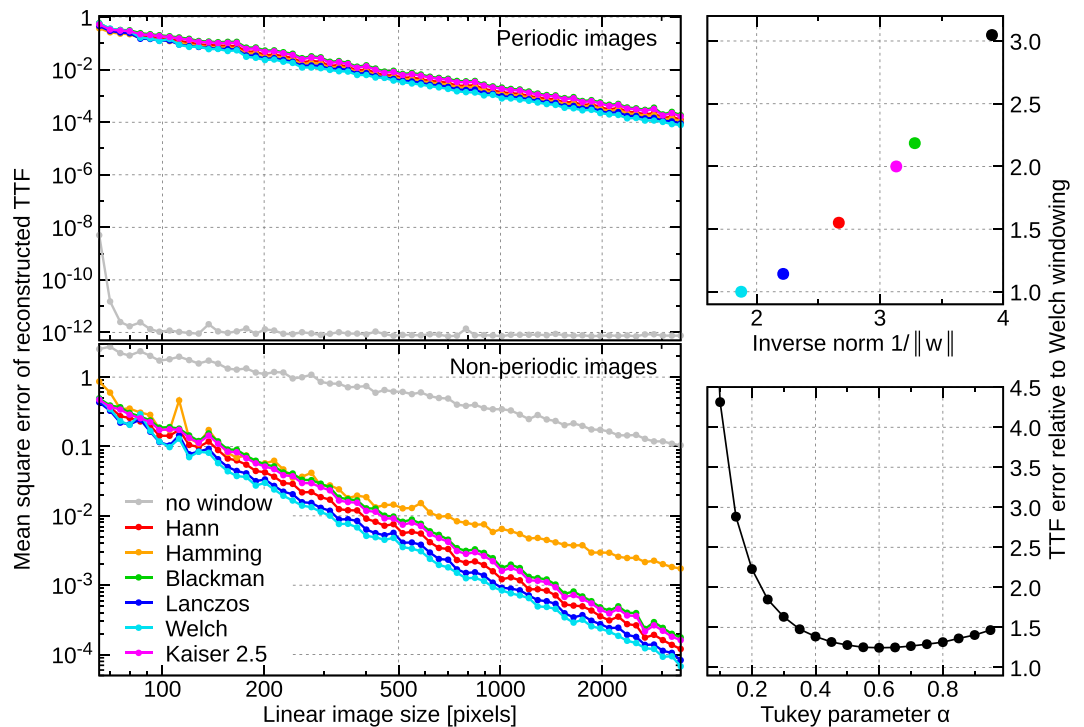 Mean square error of reconstructed TTF
1
10⁻²
10⁻⁴
10⁻⁶
10⁻⁸
10⁻¹⁰
10⁻¹²
Periodic images
1
0.1
10⁻²
10⁻³
10⁻⁴
Non-periodic images
no window
Hann
Hamming
Blackman
Lanczos
Welch
Kaiser 2.5
100 200 500 1000 2000
Linear image size [pixels]
3.0
2.5
2.0
1.5
1.0
2 3 4
Inverse norm 1/‖w‖
TTF error relative to Welch windowing
4.5
4.0
3.5
3.0
2.5
2.0
1.5
1.0
0.2 0.4 0.6 0.8
Tukey parameter α